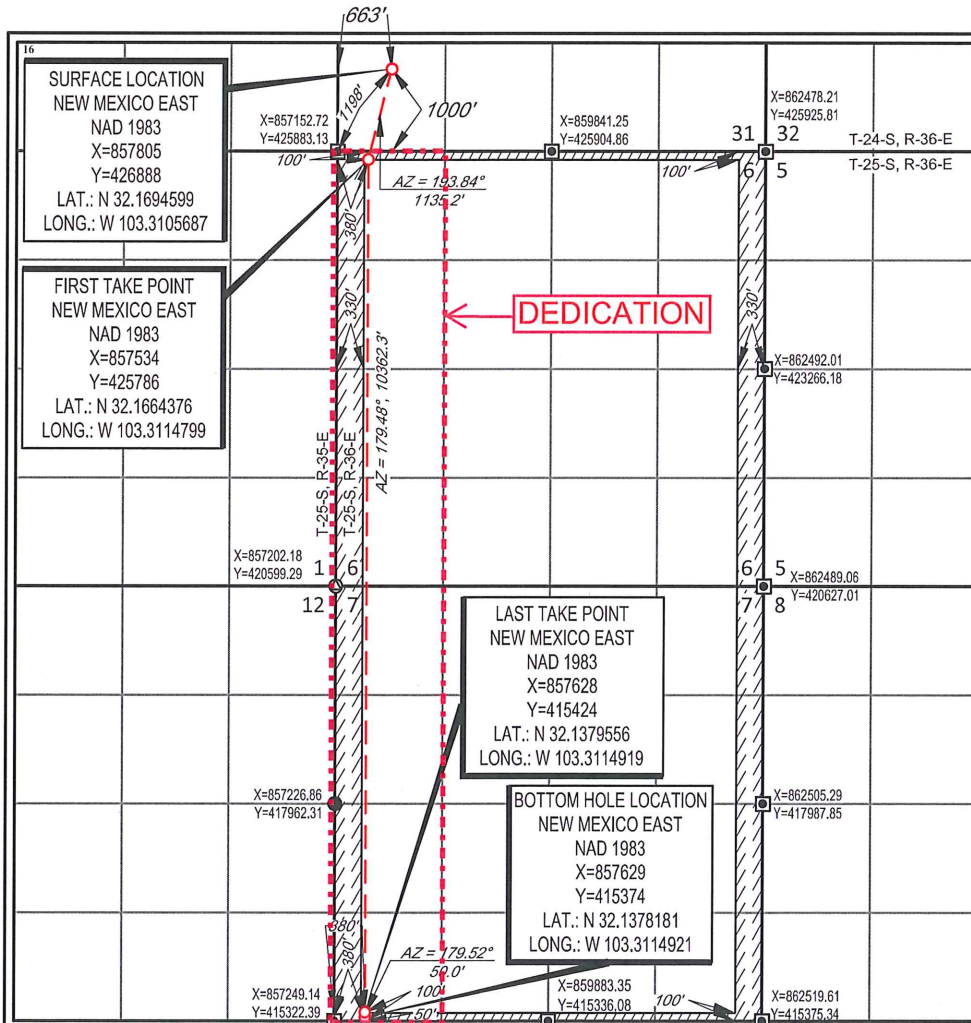 663'
16
SURFACE LOCATION
NEW MEXICO EAST
NAD 1983
X=857805
Y=426888
LAT.: N 32.1694599
LONG.: W 103.3105687
1198'
1000'
X=857152.72
Y=425883.13
X=859841.25
Y=425904.86
X=862478.21
Y=425925.81
31 32
T-24-S, R-36-E
6 5
T-25-S, R-36-E
100'
100'
AZ = 193.84°
1135.2'
380'
FIRST TAKE POINT
NEW MEXICO EAST
NAD 1983
X=857534
Y=425786
LAT.: N 32.1664376
LONG.: W 103.3114799
DEDICATION
330'
330'
AZ = 179.48°, 10362.3'
X=862492.01
Y=423266.18
T-25-S, R-35-E
T-25-S, R-36-E
X=857202.18
Y=420599.29
1 6
12 7
6 5
7 8
X=862489.06
Y=420627.01
LAST TAKE POINT
NEW MEXICO EAST
NAD 1983
X=857628
Y=415424
LAT.: N 32.1379556
LONG.: W 103.3114919
X=857226.86
Y=417962.31
X=862505.29
Y=417987.85
BOTTOM HOLE LOCATION
NEW MEXICO EAST
NAD 1983
X=857629
Y=415374
LAT.: N 32.1378181
LONG.: W 103.3114921
380'
380'
AZ = 179.52°
50.0'
100'
50'
X=857249.14
Y=415322.39
X=859883.35
Y=415336.08
100'
X=862519.61
Y=415375.34